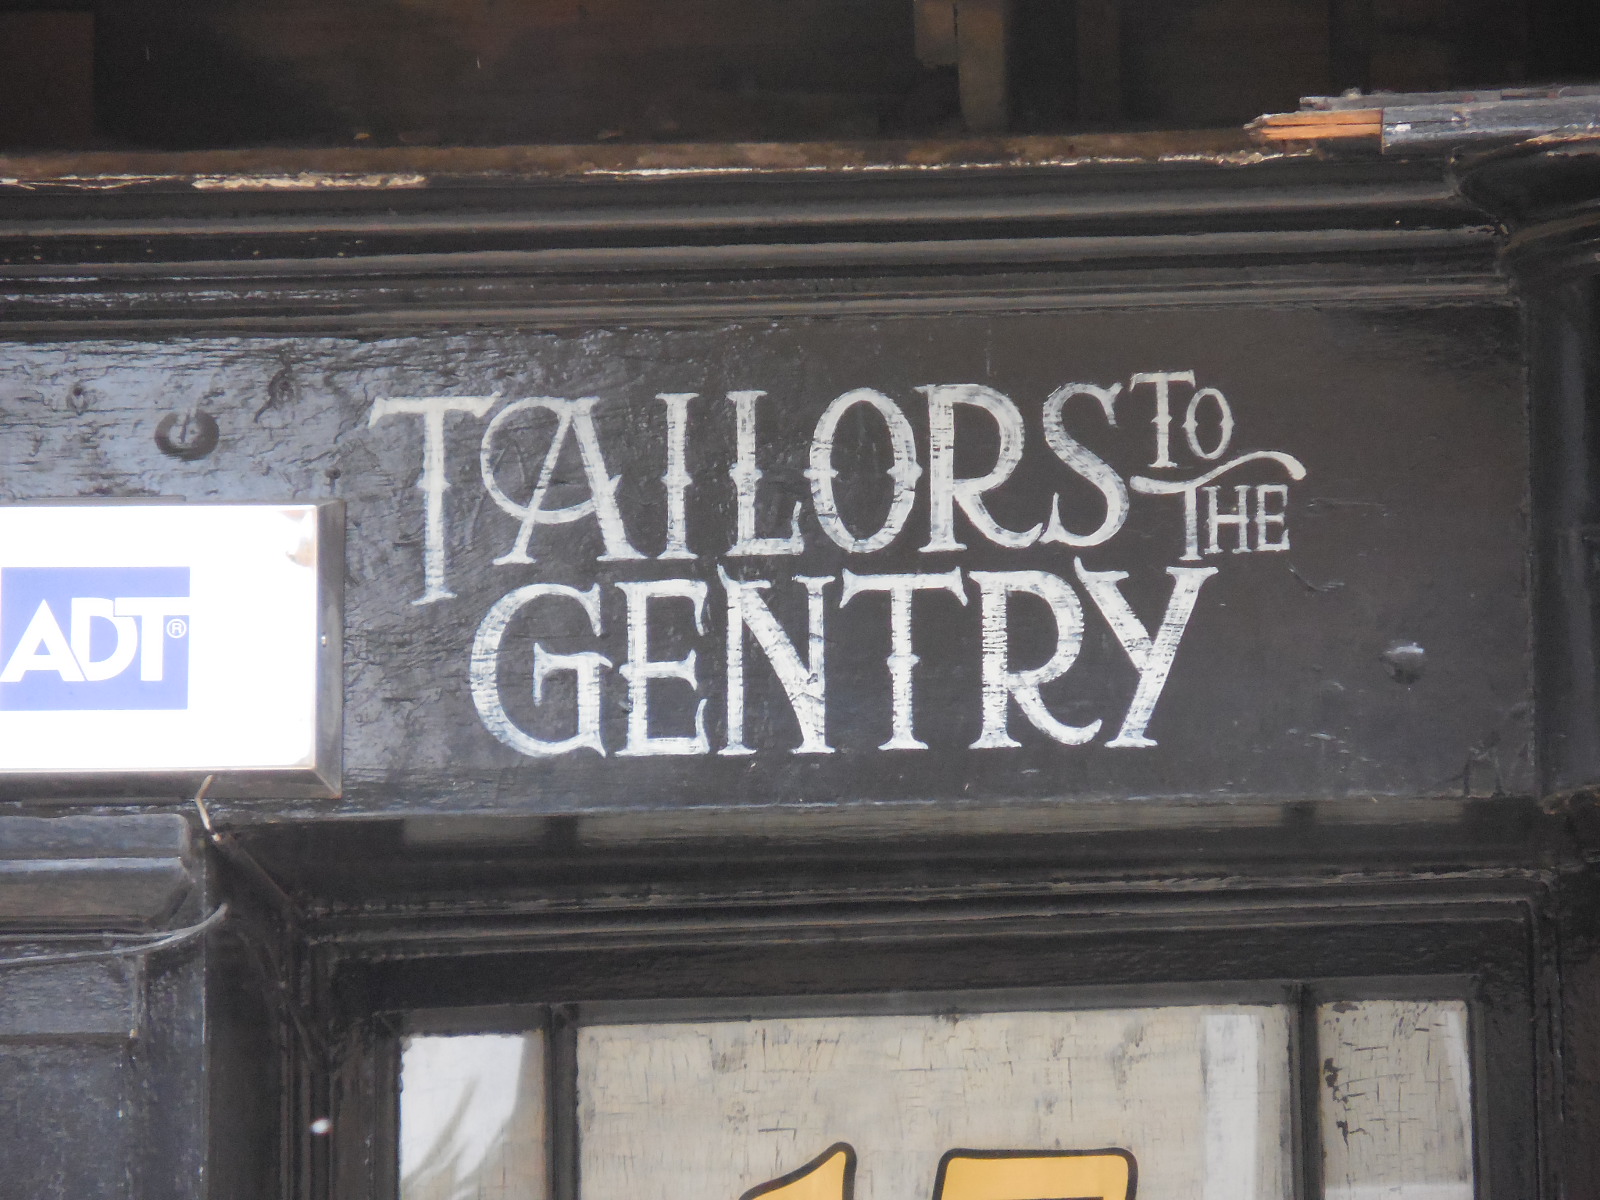 TAILORS TO
THE
GENTRY
ADT®